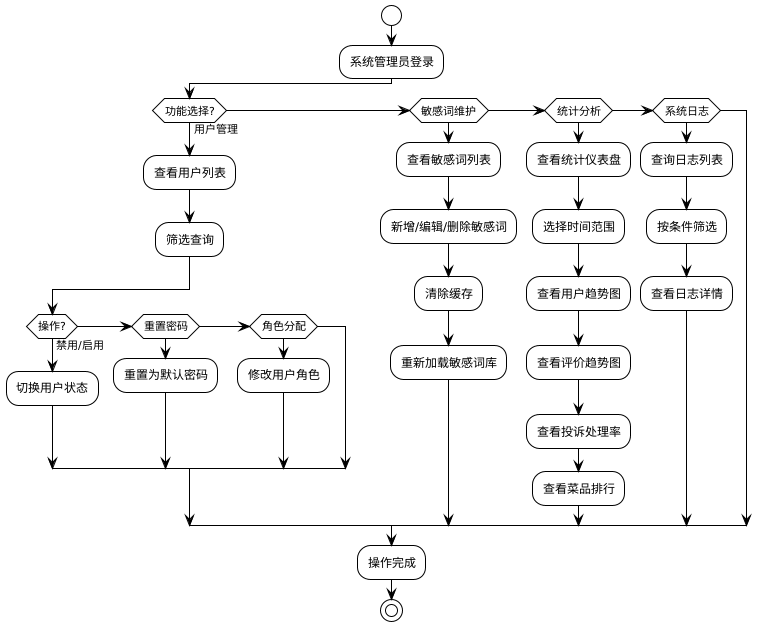 系统管理员登录
功能选择?
敏感词维护
统计分析
系统日志
用户管理
查看用户列表
查看敏感词列表
查看统计仪表盘
查询日志列表
筛选查询
新增/编辑/删除敏感词
选择时间范围
按条件筛选
清除缓存
查看用户趋势图
查看日志详情
操作?
重置密码
角色分配
禁用/启用
切换用户状态
重置为默认密码
修改用户角色
重新加载敏感词库
查看评价趋势图
查看投诉处理率
查看菜品排行
操作完成